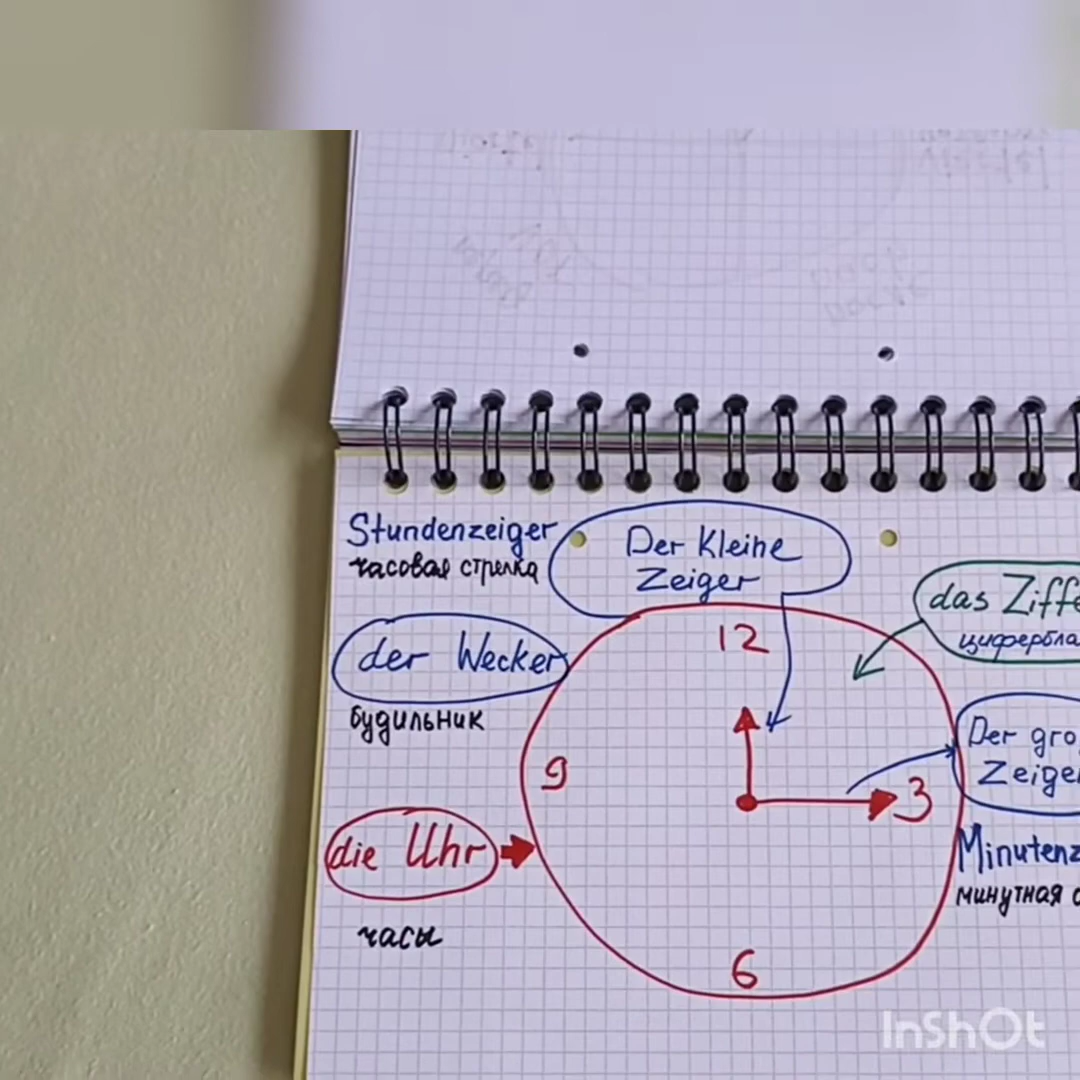 Stundenzeiger
часовая стрелка
Der Kleine
Zeiger
das Ziffe
цифербла
der Wecker
будильник
12
Der gro
Zeiger
9
3
die Uhr
часы
Minutenz
минутная
6
InShOt